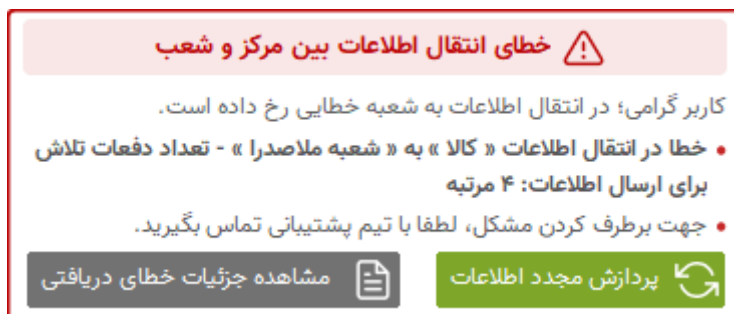 خطای انتقال اطلاعات بین مرکز و شعب
کاربر گرامی؛ در انتقال اطلاعات به شعبه خطایی رخ داده است.
• خطا در انتقال اطلاعات « کالا » به « شعبه ملاصدرا » - تعداد دفعات تلاش
برای ارسال اطلاعات: ۴ مرتبه
• جهت برطرف کردن مشکل، لطفا با تیم پشتیبانی تماس بگیرید.
پردازش مجدد اطلاعات
مشاهده جزئیات خطای دریافتی